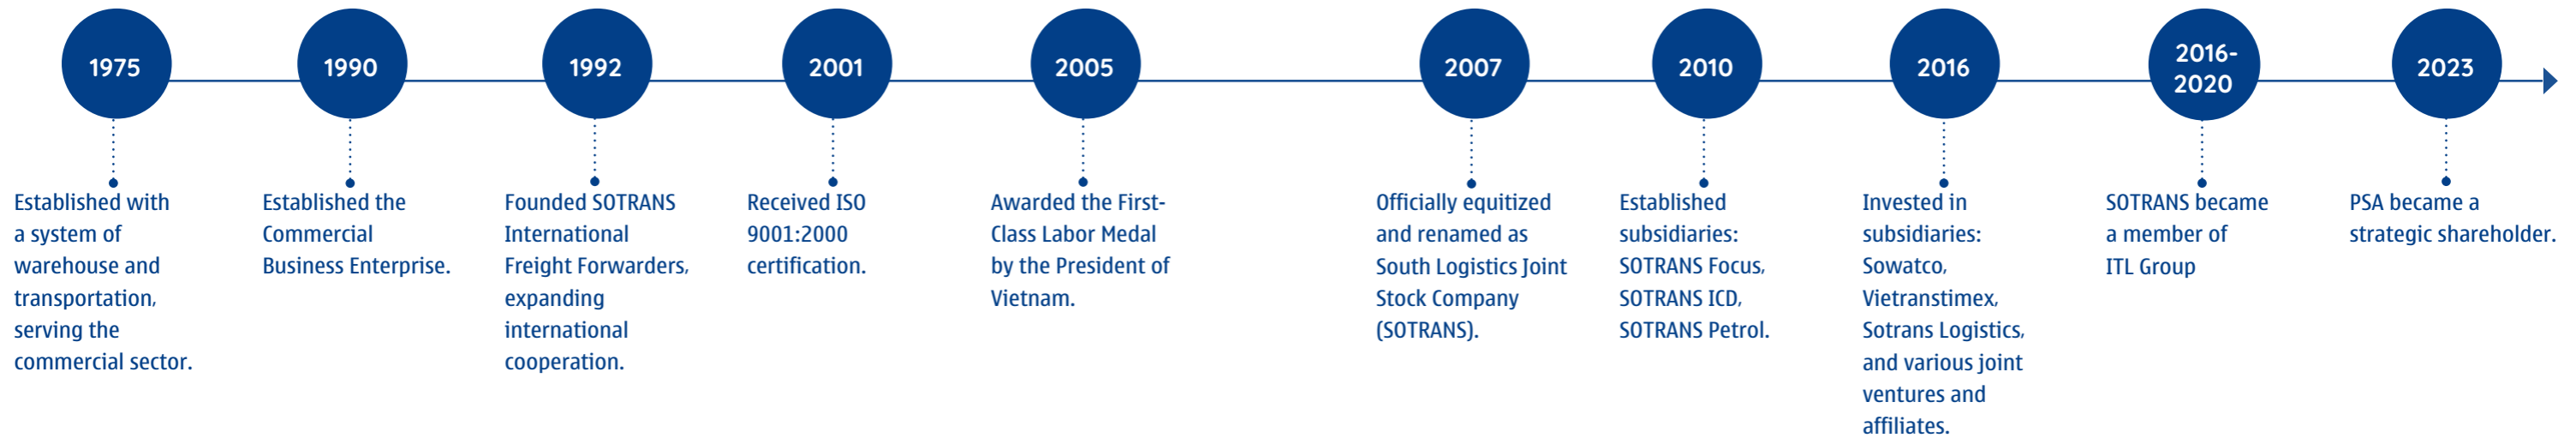 1975
Established with
a system of
warehouse and
transportation,
serving the
commercial sector.
1990
Established the
Commercial
Business Enterprise.
1992
Founded SOTRANS
International
Freight Forwarders,
expanding
international
cooperation.
2001
Received ISO
9001:2000
certification.
2005
Awarded the First-
Class Labor Medal
by the President of
Vietnam.
2007
Officially equitized
and renamed as
South Logistics Joint
Stock Company
(SOTRANS).
2010
Established
subsidiaries:
SOTRANS Focus,
SOTRANS ICD,
SOTRANS Petrol.
2016
Invested in
subsidiaries:
Sowatco,
Vietranstimex,
Sotrans Logistics,
and various joint
ventures and
affiliates.
2016-
2020
SOTRANS became
a member of
ITL Group
2023
PSA became a
strategic shareholder.